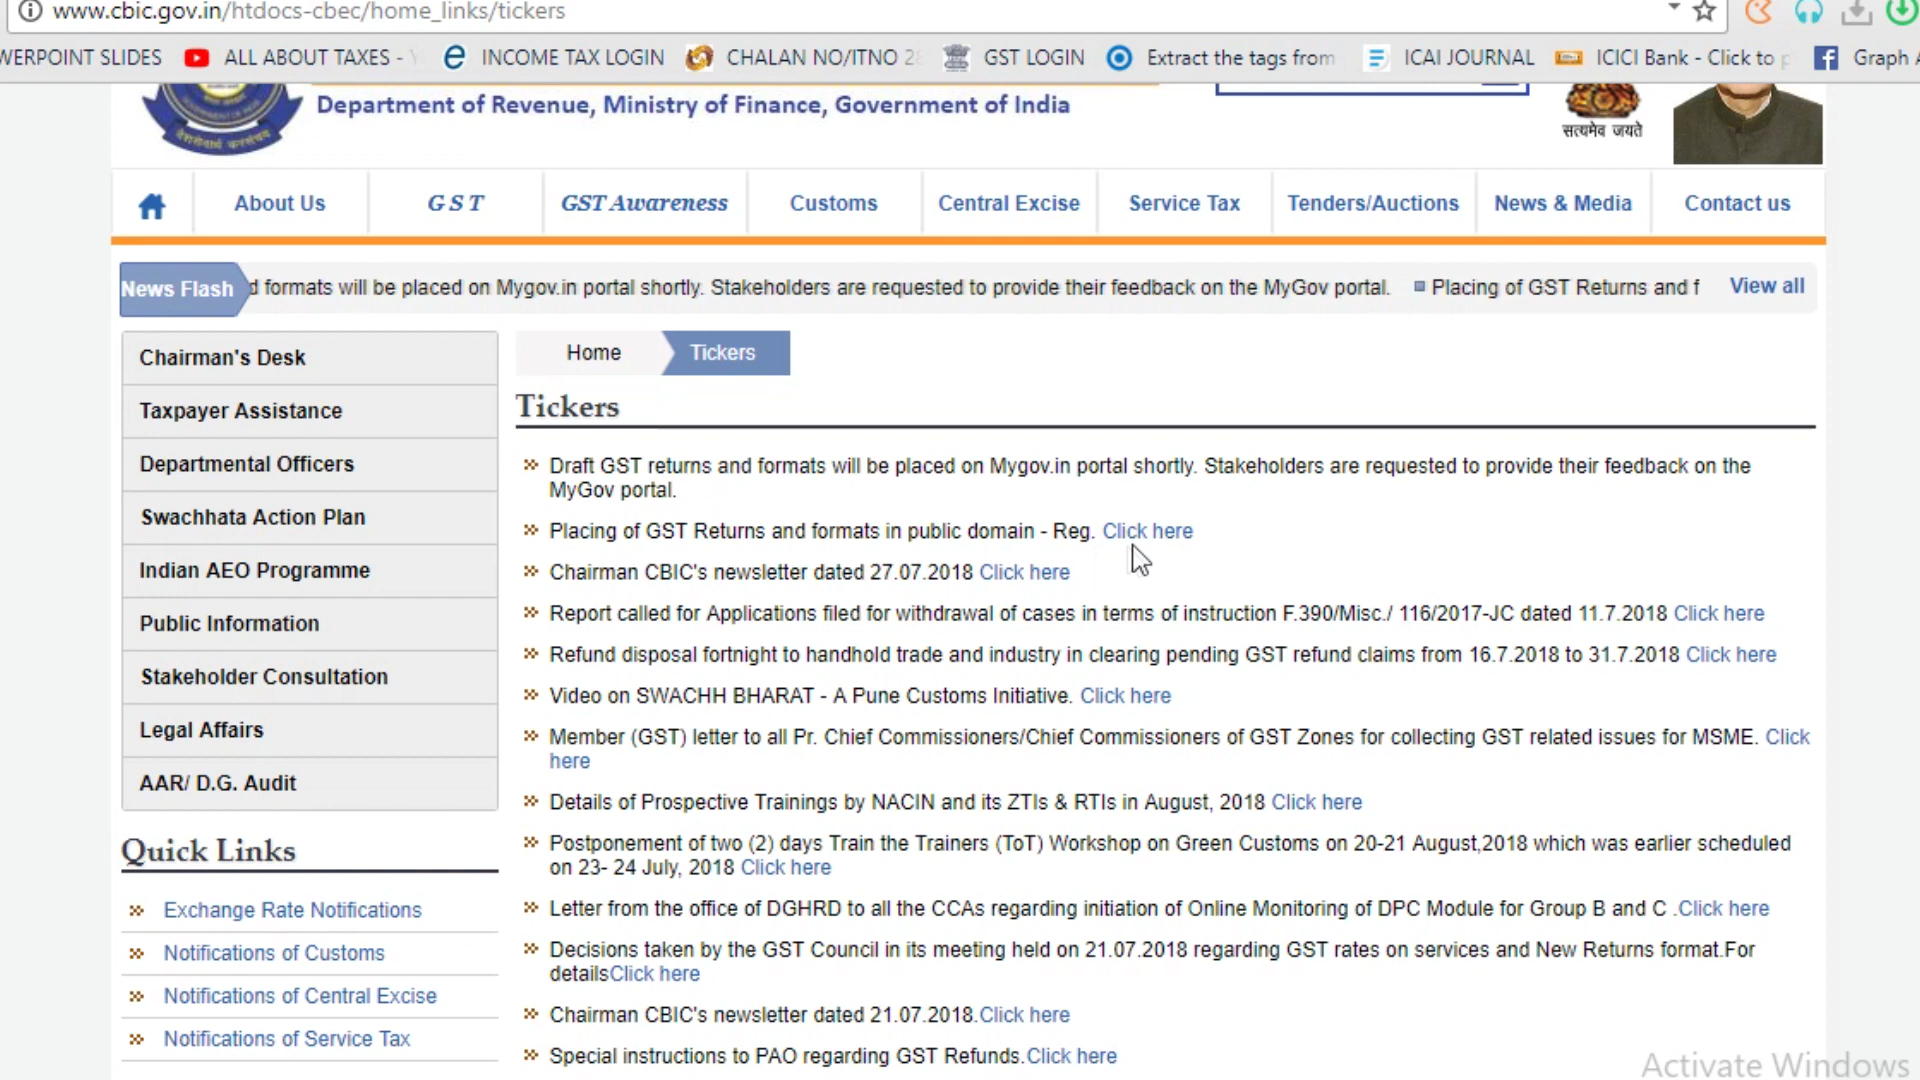 www.cbic.gov.in/htdocs-cbec/home_links/tickers
WERPOINT SLIDES ALL ABOUT TAXES - INCOME TAX LOGIN CHALAN NO/ITNO 28 GST LOGIN Extract the tags from ICAI JOURNAL ICICI Bank - Click to p Graph
Department of Revenue, Ministry of Finance, Government of India
सत्यमेव जयते
About Us G S T GST Awareness Customs Central Excise Service Tax Tenders/Auctions News & Media Contact us
News Flash d formats will be placed on Mygov.in portal shortly. Stakeholders are requested to provide their feedback on the MyGov portal. Placing of GST Returns and f View all
Chairman's Desk
Taxpayer Assistance
Departmental Officers
Swachhata Action Plan
Indian AEO Programme
Public Information
Stakeholder Consultation
Legal Affairs
AAR/ D.G. Audit
Quick Links
Exchange Rate Notifications
Notifications of Customs
Notifications of Central Excise
Notifications of Service Tax
Home Tickers
Tickers
Draft GST returns and formats will be placed on Mygov.in portal shortly. Stakeholders are requested to provide their feedback on the
MyGov portal.
Placing of GST Returns and formats in public domain - Reg. Click here
Chairman CBIC's newsletter dated 27.07.2018 Click here
Report called for Applications filed for withdrawal of cases in terms of instruction F.390/Misc./ 116/2017-JC dated 11.7.2018 Click here
Refund disposal fortnight to handhold trade and industry in clearing pending GST refund claims from 16.7.2018 to 31.7.2018 Click here
Video on SWACHH BHARAT - A Pune Customs Initiative. Click here
Member (GST) letter to all Pr. Chief Commissioners/Chief Commissioners of GST Zones for collecting GST related issues for MSME. Click
here
Details of Prospective Trainings by NACIN and its ZTIs & RTIs in August, 2018 Click here
Postponement of two (2) days Train the Trainers (ToT) Workshop on Green Customs on 20-21 August,2018 which was earlier scheduled
on 23- 24 July, 2018 Click here
Letter from the office of DGHRD to all the CCAs regarding initiation of Online Monitoring of DPC Module for Group B and C .Click here
Decisions taken by the GST Council in its meeting held on 21.07.2018 regarding GST rates on services and New Returns format.For
detailsClick here
Chairman CBIC's newsletter dated 21.07.2018.Click here
Special instructions to PAO regarding GST Refunds.Click here
Activate Windows